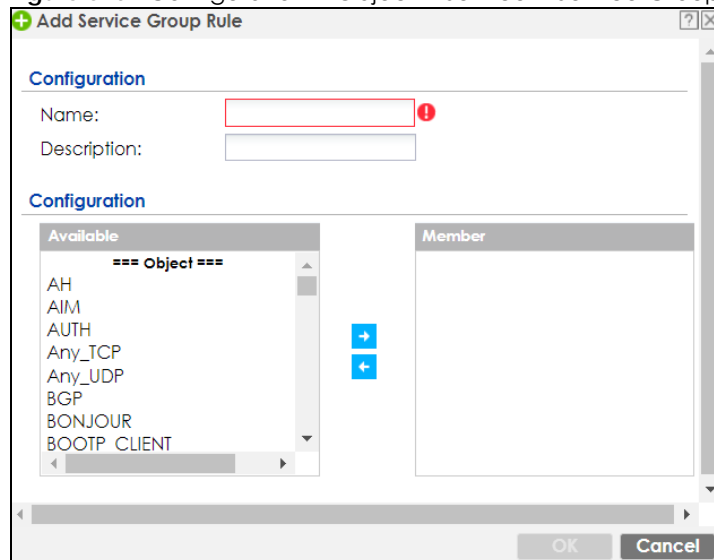 Add Service Group Rule
Configuration
Name:
Description:
Configuration
Available
Member
=== Object ===
AH
AIM
AUTH
Any_TCP
Any_UDP
BGP
BONJOUR
BOOTP_CLIENT
OK
Cancel